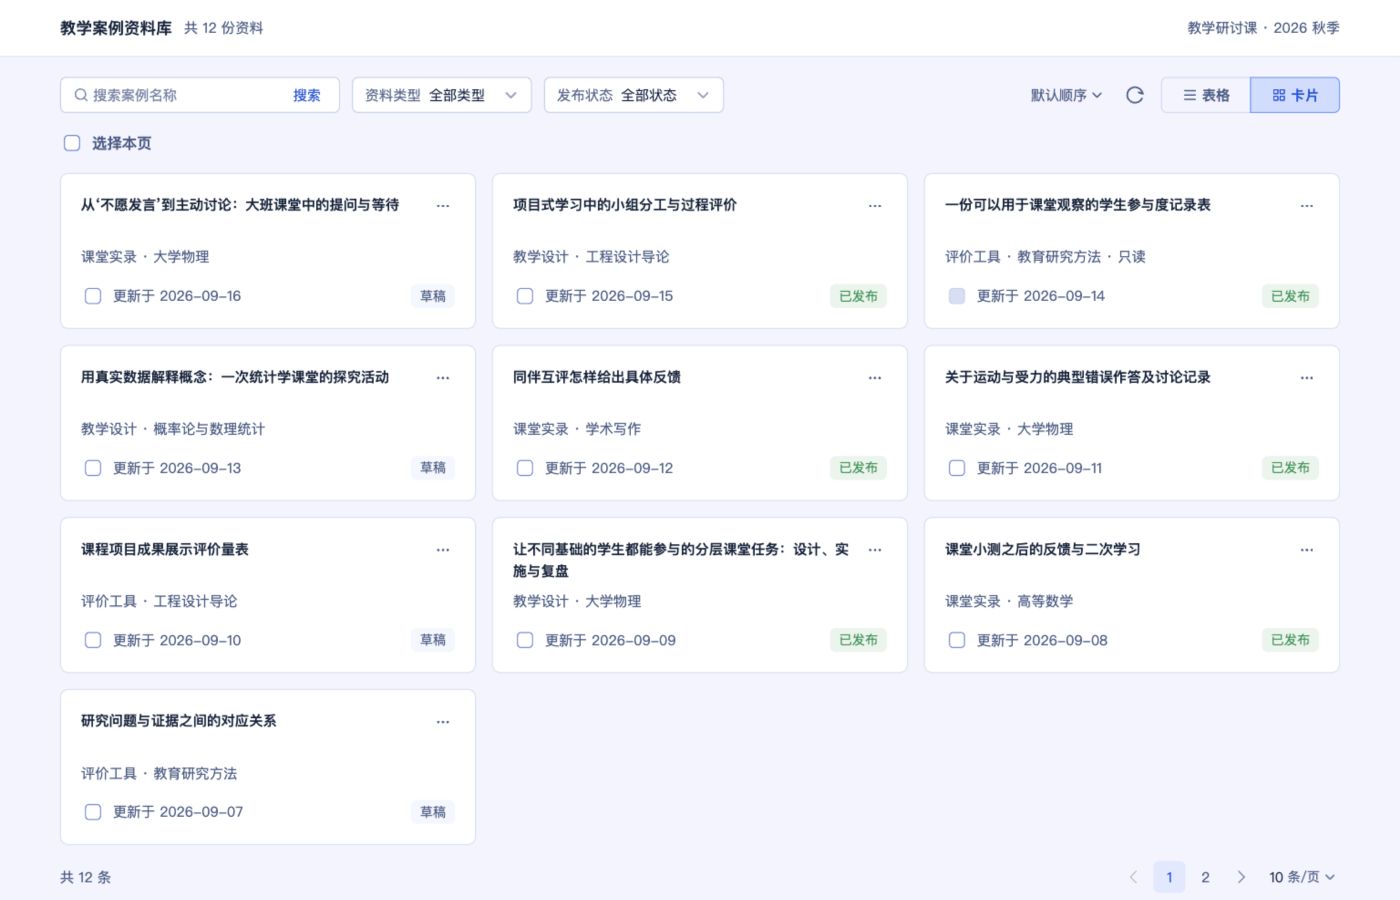 教学案例资料库 共 12 份资料
教学研讨课 · 2026 秋季
搜索案例名称 搜索
资料类型 全部类型
发布状态 全部状态
默认顺序
表格
卡片
选择本页
从‘不愿发言’到主动讨论：大班课堂中的提问与等待 ...
课堂实录 · 大学物理
更新于 2026-09-16 草稿
项目式学习中的小组分工与过程评价 ...
教学设计 · 工程设计导论
更新于 2026-09-15 已发布
一份可以用于课堂观察的学生参与度记录表 ...
评价工具 · 教育研究方法 · 只读
更新于 2026-09-14 已发布
用真实数据解释概念：一次统计学课堂的探究活动 ...
教学设计 · 概率论与数理统计
更新于 2026-09-13 草稿
同伴互评怎样给出具体反馈 ...
课堂实录 · 学术写作
更新于 2026-09-12 已发布
关于运动与受力的典型错误作答及讨论记录 ...
课堂实录 · 大学物理
更新于 2026-09-11 已发布
课程项目成果展示评价量表 ...
评价工具 · 工程设计导论
更新于 2026-09-10 草稿
让不同基础的学生都能参与的分层课堂任务：设计、实 ...
施与复盘
教学设计 · 大学物理
更新于 2026-09-09 已发布
课堂小测之后的反馈与二次学习 ...
课堂实录 · 高等数学
更新于 2026-09-08 已发布
研究问题与证据之间的对应关系 ...
评价工具 · 教育研究方法
更新于 2026-09-07 草稿
共 12 条
1 2 10 条/页